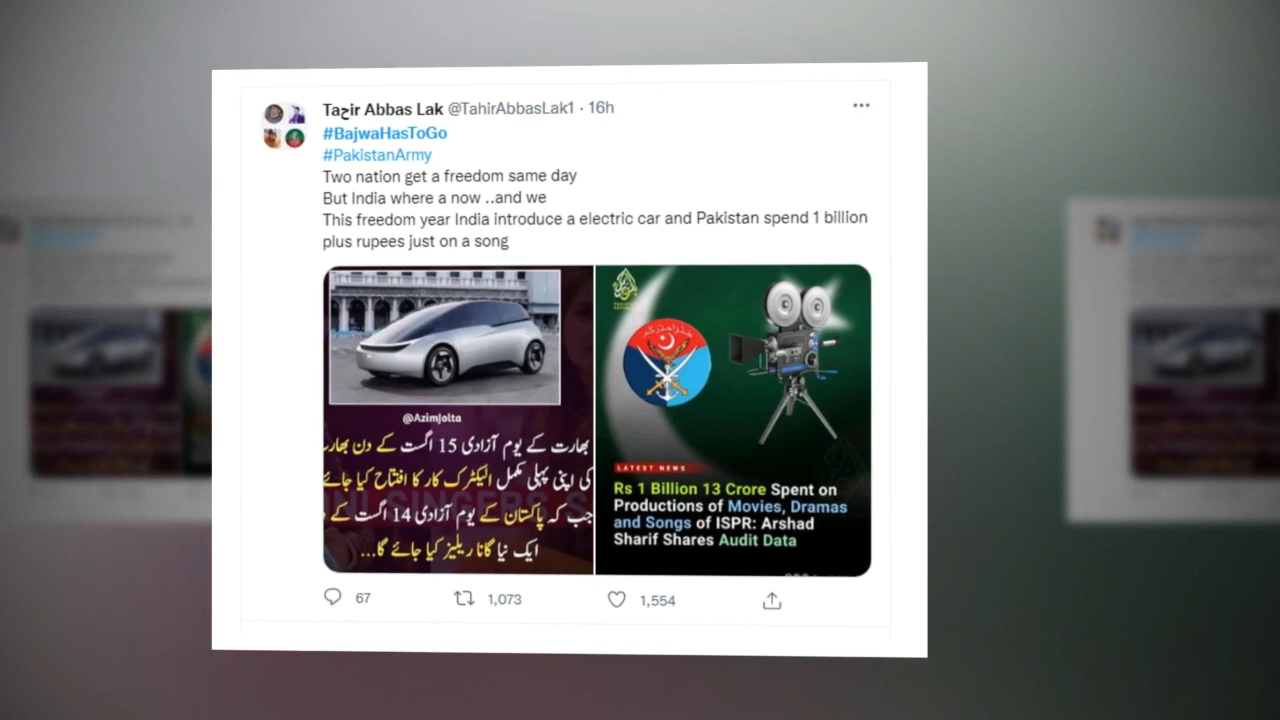 Taحir Abbas Lak @TahirAbbasLak1 · 16h
#BajwaHasToGo
#PakistanArmy
Two nation get a freedom same day
But India where a now ..and we
This freedom year India introduce a electric car and Pakistan spend 1 billion
plus rupees just on a song
@AzimJolta
بھارت کے یوم آزادی 15 اگست کے دن بھارت
کی اپنی پہلی مکمل الیکٹرک کار کا افتتاح کیا جائے
جب کہ پاکستان کے یوم آزادی 14 اگست کے
ایک نیا گانا ریلیز کیا جائے گا...
LATEST NEWS
Rs 1 Billion 13 Crore Spent on
Productions of Movies, Dramas
and Songs of ISPR: Arshad
Sharif Shares Audit Data
67 1,073 1,554